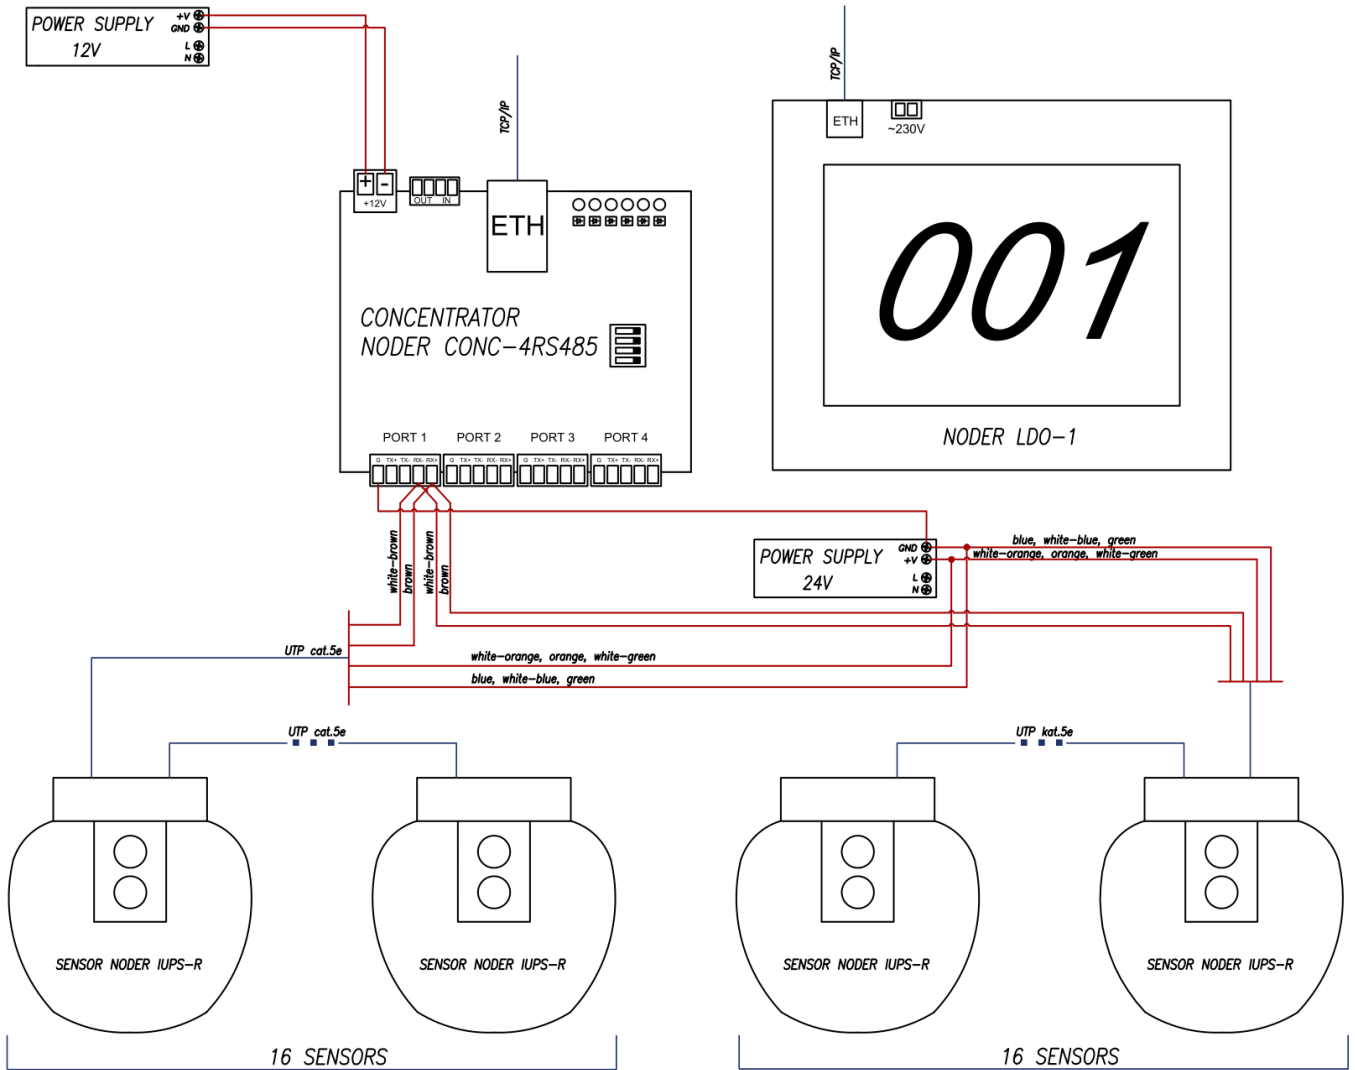 POWER SUPPLY
12V
+V
GND
L
N
TCP/IP
TCP/IP
ETH
~230V
+ -
+12V
OUT IN
ETH
001
CONCENTRATOR
NODER CONC-4RS485
NODER LDO-1
PORT 1 PORT 2 PORT 3 PORT 4
G TX+ TX- RX- RX+ G TX+ TX- RX- RX+ G TX+ TX- RX- RX+ G TX+ TX- RX- RX+
white-brown
brown
white-brown
brown
POWER SUPPLY
24V
GND
+V
L
N
blue, white-blue, green
white-orange, orange, white-green
UTP cat.5e
white-orange, orange, white-green
blue, white-blue, green
UTP cat.5e
UTP kat.5e
SENSOR NODER IUPS-R
SENSOR NODER IUPS-R
SENSOR NODER IUPS-R
SENSOR NODER IUPS-R
16 SENSORS
16 SENSORS